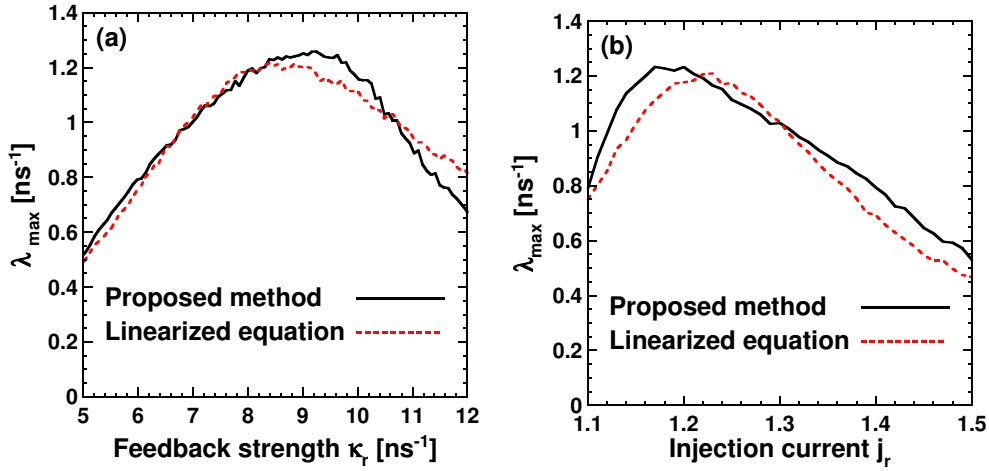 (a)
1.4
1.2
1
0.8
0.6
0.4
0.2
0
λ max [ns⁻¹]
Proposed method
Linearized equation
5 6 7 8 9 10 11 12
Feedback strength κr [ns⁻¹]
(b)
1.4
1.2
1
0.8
0.6
0.4
0.2
0
λmax [ns⁻¹]
Proposed method
Linearized equation
1.1 1.2 1.3 1.4 1.5
Injection current jr